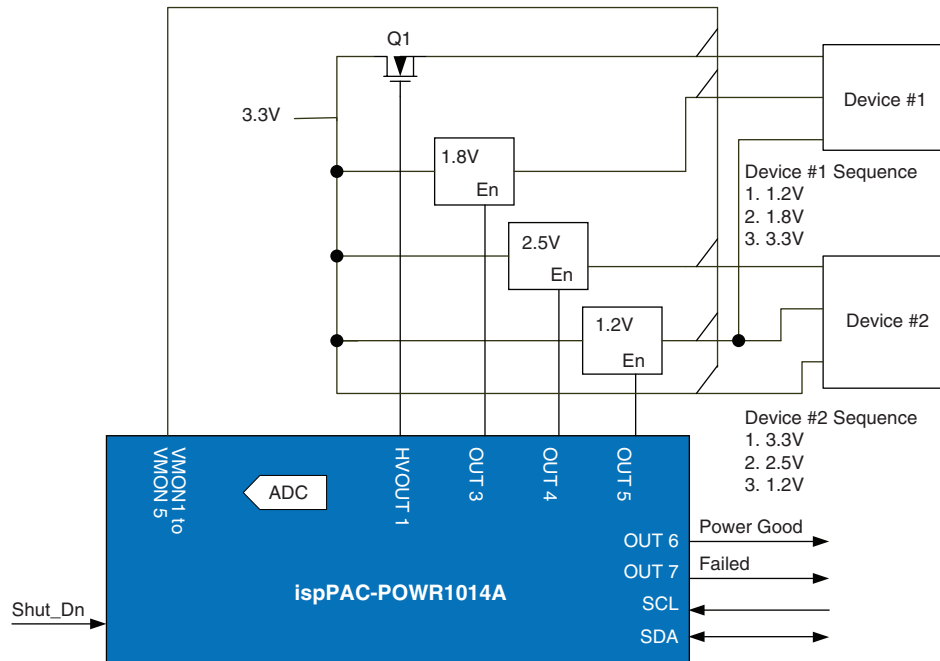 Q1
3.3V
Device #1
1.8V
En
Device #1 Sequence
1. 1.2V
2. 1.8V
3. 3.3V
2.5V
En
1.2V
En
Device #2
Device #2 Sequence
1. 3.3V
2. 2.5V
3. 1.2V
VMON1 to
VMON 5
ADC
HVOUT 1
OUT 3
OUT 4
OUT 5
OUT 6
Power Good
OUT 7
Failed
ispPAC-POWR1014A
SCL
Shut_Dn
SDA